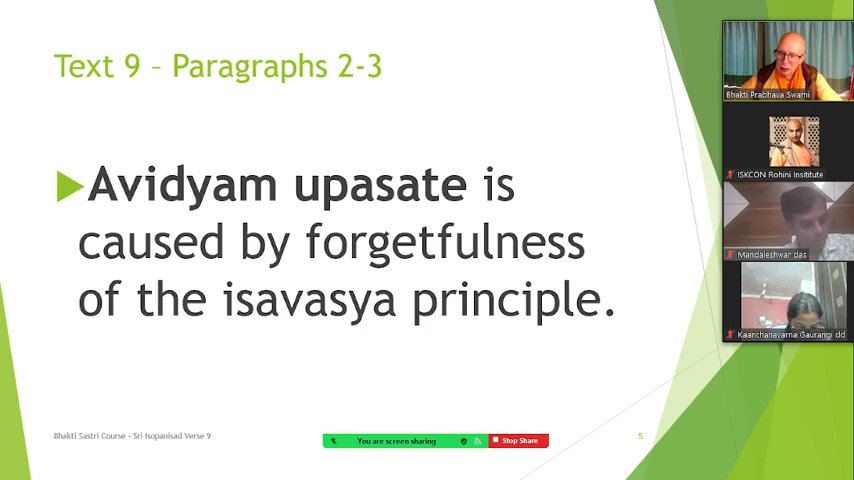 Text 9 – Paragraphs 2-3
Avidyam upasate is
caused by forgetfulness
of the isavasya principle.
Bhakti Sastri Course - Sri Isopanisad Verse 9
You are screen sharing
Stop Share
5
Bhakti Prabhava Swami
ISKCON Rohini Insititute
Mandaleshwar das
Kaanchanavarna Gaurangi dd